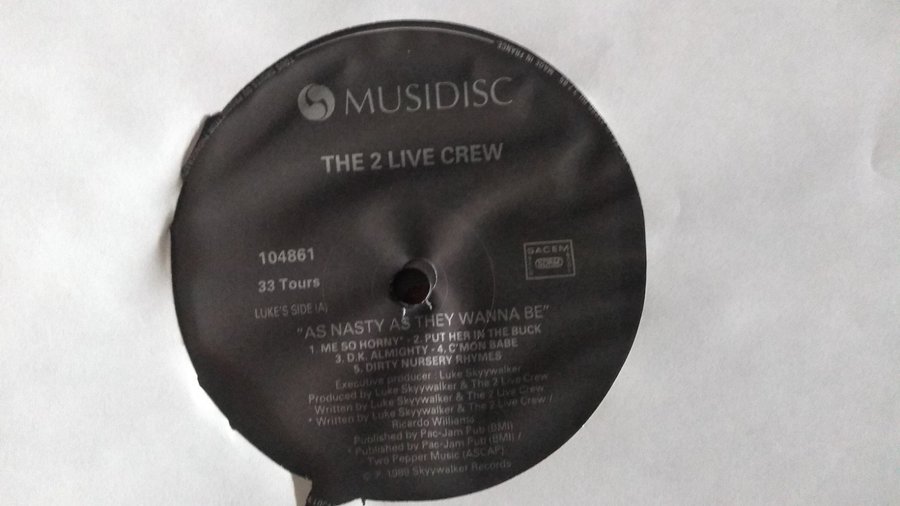 MADE IN FRANCE
MUSIDISC
THE 2 LIVE CREW
104861
33 Tours
LUKE'S SIDE (A)
SACEM
SDRM
"AS NASTY AS THEY WANNA BE"
1. ME SO HORNY* - 2. PUT HER IN THE BUCK
3. D.K. ALMIGHTY - 4. C'MON BABE
5. DIRTY NURSERY RHYMES
Executive producer : Luke Skyywalker
Produced by Luke Skyywalker & The 2 Live Crew
Written by Luke Skyywalker & The 2 Live Crew
* Written by Luke Skyywalker & The 2 Live Crew /
Ricardo Williams
Published by Pac-Jam Pub (BMI)
* Published by Pac-Jam Pub (BMI) /
Two Pepper Music (ASCAP)
© P. 1989 Skyywalker Records